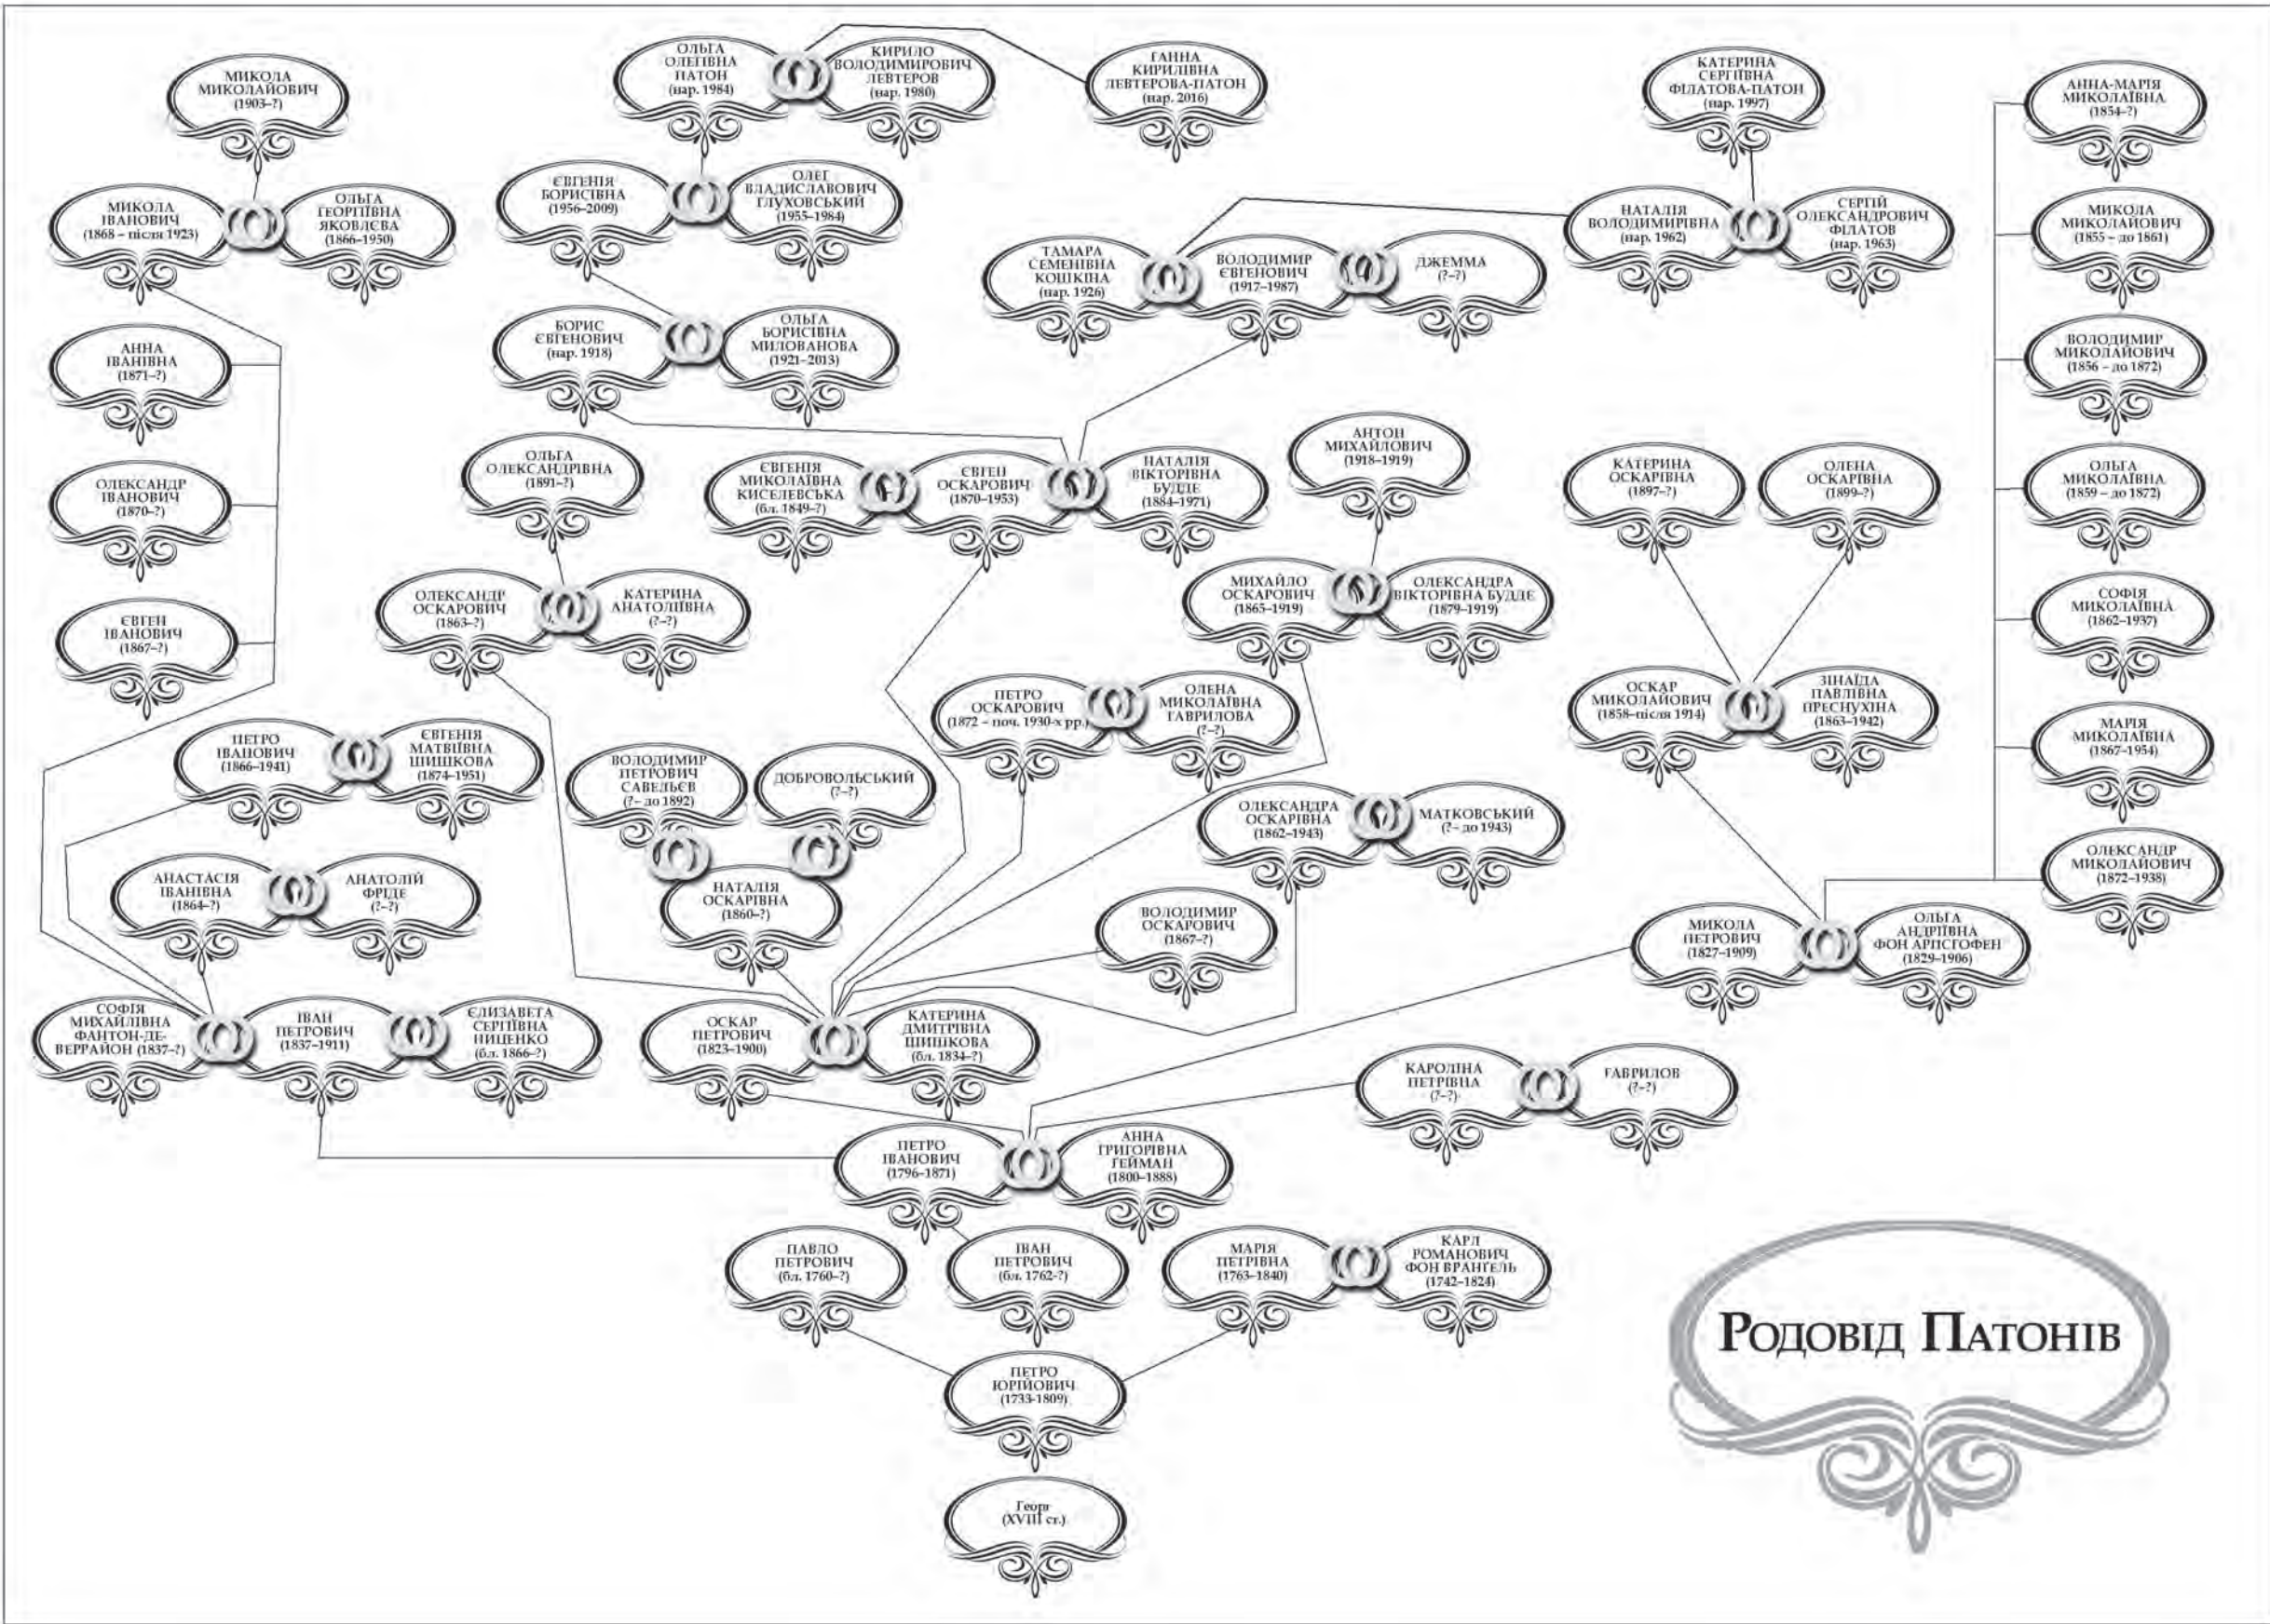 ОЛЬГА
ОЛЕГІВНА
ПАТОН
(нар. 1984)
КИРИЛО
ВОЛОДИМИРОВИЧ
ЛЕВТЕРОВ
(нар. 1980)
ГАННА
КИРИЛІВНА
ЛЕВТЕРОВА-ПАТОН
(нар. 2016)
МИКОЛА
МИКОЛАЙОВИЧ
(1903–?)
КАТЕРИНА
СЕРГІЇВНА
ФІЛАТОВА-ПАТОН
(нар. 1997)
АННА-МАРІЯ
МИКОЛАЇВНА
(1854–?)
МИКОЛА
ІВАНОВИЧ
(1868 – після 1923)
ОЛЬГА
ГЕОРГІЇВНА
ЯКОВЛЄВА
(1866–1950)
ЄВГЕНІЯ
БОРИСІВНА
(1956–2009)
ОЛЕГ
ВЛАДИСЛАВОВИЧ
ГЛУХОВСЬКИЙ
(1955–1984)
НАТАЛІЯ
ВОЛОДИМИРІВНА
(нар. 1962)
СЕРГІЙ
ОЛЕКСАНДРОВИЧ
ФІЛАТОВ
(нар. 1963)
МИКОЛА
МИКОЛАЙОВИЧ
(1855 – до 1861)
ТАМАРА
СЕМЕНІВНА
КОШКІНА
(нар. 1926)
ВОЛОДИМИР
ЄВГЕНОВИЧ
(1917–1987)
ДЖЕММА
(?–?)
АННА
ІВАНІВНА
(1871–?)
БОРИС
ЄВГЕНОВИЧ
(нар. 1918)
ОЛЬГА
БОРИСІВНА
МИЛОВАНОВА
(1921–2013)
ВОЛОДИМИР
МИКОЛАЙОВИЧ
(1856 – до 1872)
ОЛЕКСАНДР
ІВАНОВИЧ
(1870–?)
ОЛЬГА
ОЛЕКСАНДРІВНА
(1891–?)
ЄВГЕНІЯ
МИКОЛАЇВНА
КИСЕЛЕВСЬКА
(бл. 1849–?)
ЄВГЕН
ОСКАРОВИЧ
(1870–1953)
НАТАЛІЯ
ВІКТОРІВНА
БУДДЕ
(1884–1971)
АНТОН
МИХАЙЛОВИЧ
(1918–1919)
КАТЕРИНА
ОСКАРІВНА
(1897–?)
ОЛЕНА
ОСКАРІВНА
(1899–?)
ОЛЬГА
МИКОЛАЇВНА
(1859 – до 1872)
ЄВГЕН
ІВАНОВИЧ
(1867–?)
ОЛЕКСАНДР
ОСКАРОВИЧ
(1863–?)
КАТЕРИНА
АНАТОЛІЇВНА
(?–?)
МИХАЙЛО
ОСКАРОВИЧ
(1865–1919)
ОЛЕКСАНДРА
ВІКТОРІВНА БУДДЕ
(1879–1919)
СОФІЯ
МИКОЛАЇВНА
(1862–1937)
ПЕТРО
ІВАНОВИЧ
(1866–1941)
ЄВГЕНІЯ
МАТВІЇВНА
ШИШКОВА
(1874–1951)
ВОЛОДИМИР
ПЕТРОВИЧ
САВЕЛЬЄВ
(?– до 1892)
ДОБРОВОЛЬСЬКИЙ
(?–?)
ПЕТРО
ОСКАРОВИЧ
(1872 – поч. 1930-х рр.)
ОЛЕНА
МИКОЛАЇВНА
ГАВРИЛОВА
(?–?)
ОСКАР
МИКОЛАЙОВИЧ
(1858–після 1914)
ЗІНАЇДА
ПАВЛІВНА
ПРЕСНУХІНА
(1863–1942)
МАРІЯ
МИКОЛАЇВНА
(1867–1954)
ОЛЕКСАНДРА
ОСКАРІВНА
(1862–1943)
МАТКОВСЬКИЙ
(?– до 1943)
АНАСТАСІЯ
ІВАНІВНА
(1864–?)
АНАТОЛІЙ
ФРІДЕ
(?–?)
НАТАЛІЯ
ОСКАРІВНА
(1860–?)
ВОЛОДИМИР
ОСКАРОВИЧ
(1867–?)
ОЛЕКСАНДР
МИКОЛАЙОВИЧ
(1872–1938)
МИКОЛА
ПЕТРОВИЧ
(1827–1909)
ОЛЬГА
АНДРІЇВНА
ФОН АРПСГОФЕН
(1829–1906)
СОФІЯ
МИХАЙЛІВНА
ФАНТОН-ДЕ-
ВЕРРАЙОН (1837–?)
ІВАН
ПЕТРОВИЧ
(1837–1911)
ЄЛИЗАВЕТА
СЕРГІЇВНА
НИЦЕНКО
(бл. 1866–?)
ОСКАР
ПЕТРОВИЧ
(1823–1900)
КАТЕРИНА
ДМИТРІВНА
ШИШКОВА
(бл. 1834–?)
КАРОЛІНА
ПЕТРІВНА
(?–?)
ГАВРИЛОВ
(?–?)
ПЕТРО
ІВАНОВИЧ
(1796–1871)
АННА
ГРИГОРІВНА
ГЕЙМАН
(1800–1888)
ПАВЛО
ПЕТРОВИЧ
(бл. 1760–?)
ІВАН
ПЕТРОВИЧ
(бл. 1762-?)
МАРІЯ
ПЕТРІВНА
(1763–1840)
КАРЛ
РОМАНОВИЧ
ФОН ВРАНГЕЛЬ
(1742–1824)
РОДОВІД ПАТОНІВ
ПЕТРО
ЮРІЙОВИЧ
(1733-1809)
Георг
(XVIII ст.)